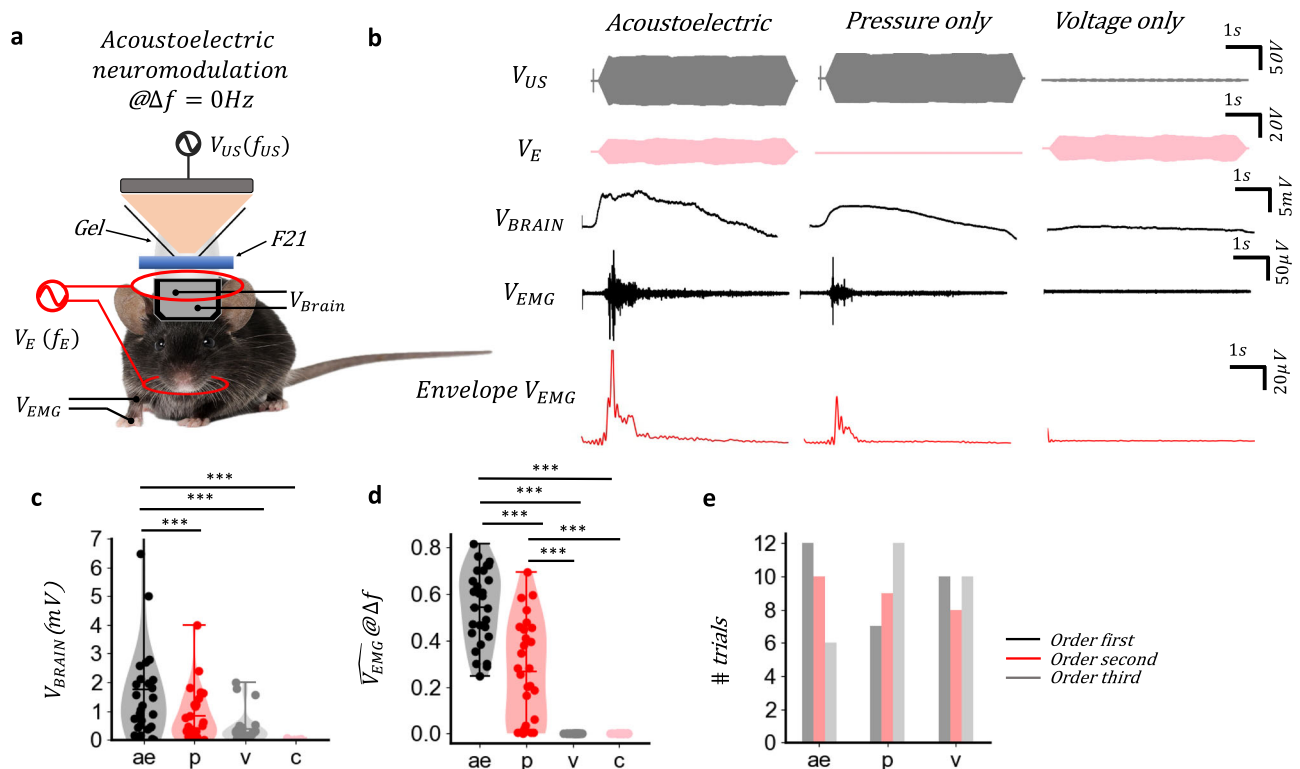 a
Acoustoelectric
neuromodulation
@Δf = 0Hz
V_US(f_US)
Gel
F21
V_Brain
V_E (f_E)
V_EMG
b
Acoustoelectric
Pressure only
Voltage only
V_US
1s
50V
V_E
1s
20V
V_BRAIN
1s
5mV
V_EMG
1s
50μV
Envelope V_EMG
1s
20μV
c
***
***
***
V_BRAIN(mV)
7
6
5
4
3
2
1
0
ae
p
v
c
d
***
***
***
***
***
V_EMG@Δf
0.8
0.6
0.4
0.2
0.0
ae
p
v
c
e
# trials
12
10
8
6
4
2
0
ae
p
v
Order first
Order second
Order third